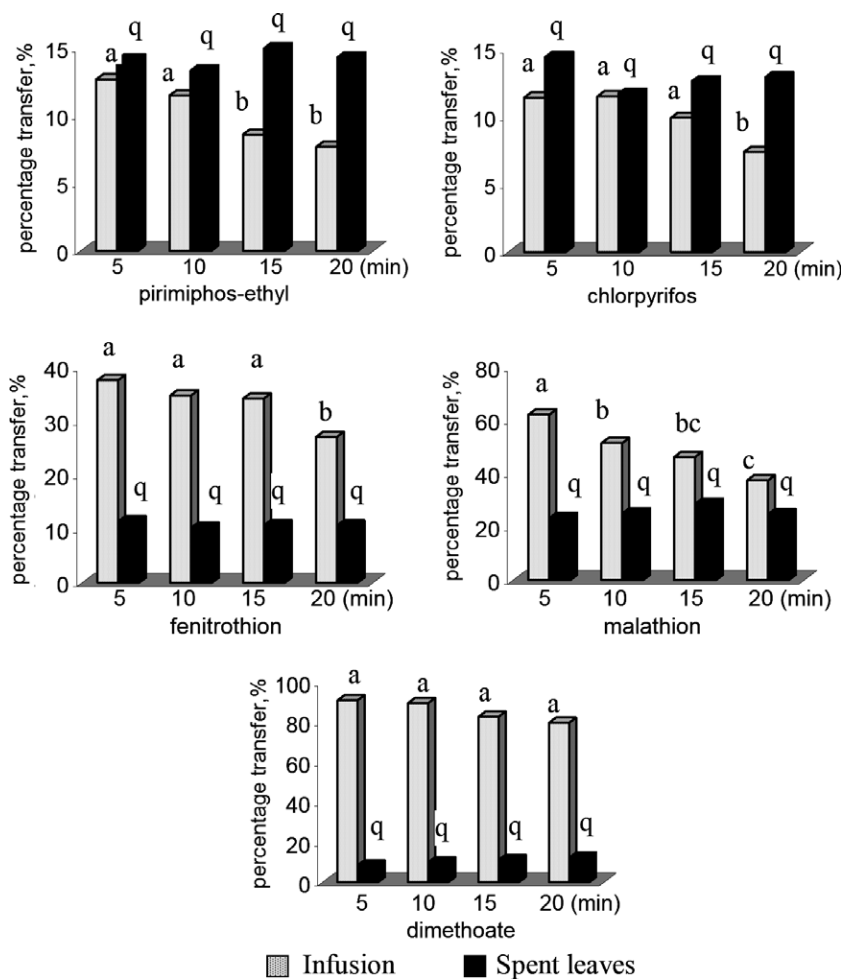 percentage transfer,%
15
10
5
0
a q a q b q b q
5 10 15 20 (min)
pirimiphos-ethyl
percentage transfer,%
15
10
5
0
a q a q a q b q
5 10 15 20 (min)
chlorpyrifos
percentage transfer,%
40
30
20
10
0
a q a q a q b q
5 10 15 20 (min)
fenitrothion
percentage transfer,%
80
60
40
20
0
a q b q bc q c q
5 10 15 20 (min)
malathion
percentage transfer,%
100
80
60
40
20
0
a q a q a q a q
5 10 15 20 (min)
dimethoate
Infusion Spent leaves